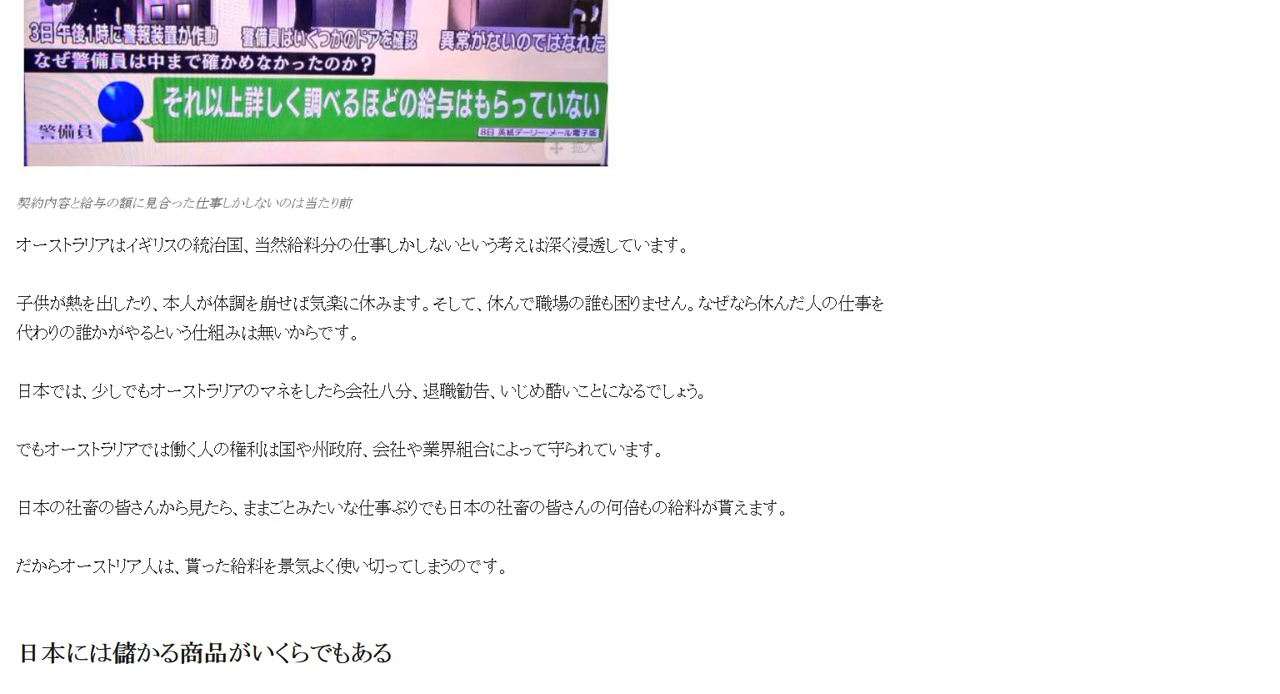 3日午後1時に警報装置が作動
警備員はいくつかのドアを確認
異常がないのではなれた
なぜ警備員は中まで確かめなかったのか？
それ以上詳しく調べるほどの給与はもらっていない
警備員
8日 英紙デーリー・メール電子版
拡大
契約内容と給与の額に見合った仕事しかしないのは当たり前
オーストラリアはイギリスの統治国、当然給料分の仕事しかしないという考えは深く浸透しています。
子供が熱を出したり、本人が体調を崩せば気楽に休みます。そして、休んで職場の誰も困りません。なぜなら休んだ人の仕事を
代わりの誰かがやるという仕組みは無いからです。
日本では、少しでもオーストラリアのマネをしたら会社八分、退職勧告、いじめ酷いことになるでしょう。
でもオーストラリアでは働く人の権利は国や州政府、会社や業界組合によって守られています。
日本の社畜の皆さんから見たら、ままごとみたいな仕事ぶりでも日本の社畜の皆さんの何倍もの給料が貰えます。
だからオーストリア人は、貰った給料を景気よく使い切ってしまうのです。
日本には儲かる商品がいくらでもある